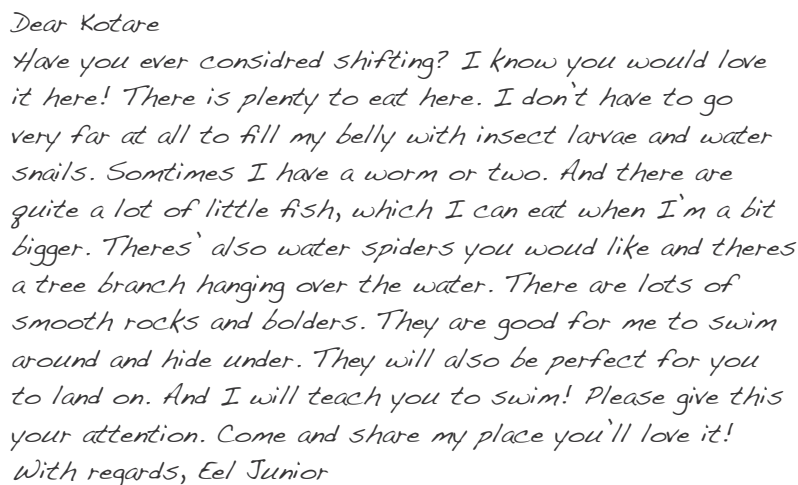 Dear Kotare
Have you ever considred shifting? I know you would love
it here! There is plenty to eat here. I don't have to go
very far at all to fill my belly with insect larvae and water
snails. Somtimes I have a worm or two. And there are
quite a lot of little fish, which I can eat when I'm a bit
bigger. Theres' also water spiders you woud like and theres
a tree branch hanging over the water. There are lots of
smooth rocks and bolders. They are good for me to swim
around and hide under. They will also be perfect for you
to land on. And I will teach you to swim! Please give this
your attention. Come and share my place you'll love it!
With regards, Eel Junior